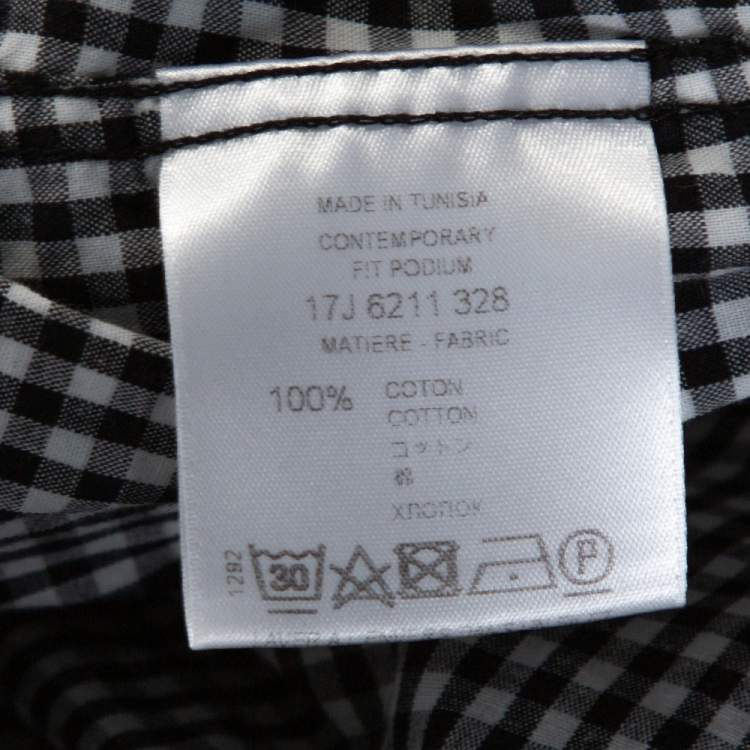 MADE IN TUNISIA
CONTEMPORARY
FIT PODIUM
17J 6211 328
MATIERE - FABRIC
100% COTON
COTTON
コットン
棉
ХЛОПОК
1292
30
P